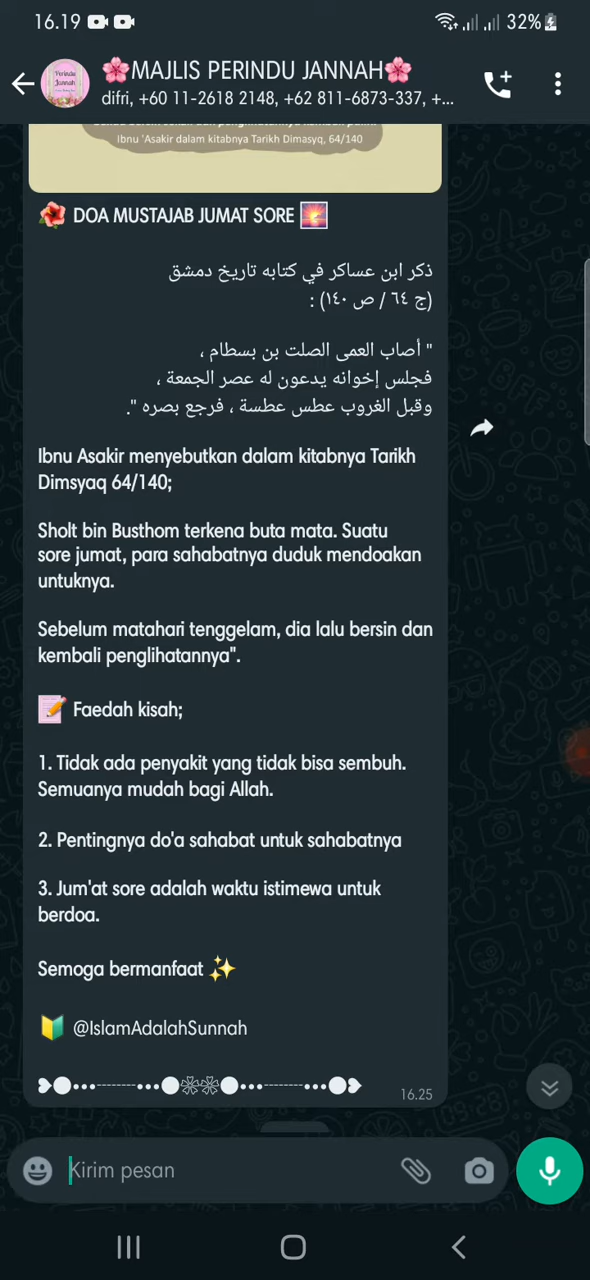 16.19
32%
🌸MAJLIS PERINDU JANNAH🌸
difri, +60 11-2618 2148, +62 811-6873-337, +...
Perindu
Jannah
ibnu 'Asakir dalam kitabnya Tarikh Dimasyq, 64/140
🌺 DOA MUSTAJAB JUMAT SORE 🌅
ذكر ابن عساكر في كتابه تاريخ دمشق
(ج ٦٤ / ص ١٤٠) :
" أصاب العمى الصلت بن بسطام ،
فجلس إخوانه يدعون له عصر الجمعة ،
وقبل الغروب عطس عطسة ، فرجع بصره ".
Ibnu Asakir menyebutkan dalam kitabnya Tarikh
Dimsyaq 64/140;
Sholt bin Busthom terkena buta mata. Suatu
sore jumat, para sahabatnya duduk mendoakan
untuknya.
Sebelum matahari tenggelam, dia lalu bersin dan
kembali penglihatannya".
📝 Faedah kisah;
1. Tidak ada penyakit yang tidak bisa sembuh.
Semuanya mudah bagi Allah.
2. Pentingnya do'a sahabat untuk sahabatnya
3. Jum'at sore adalah waktu istimewa untuk
berdoa.
Semoga bermanfaat ✨
🔰 @IslamAdalahSunnah
16.25
Kirim pesan